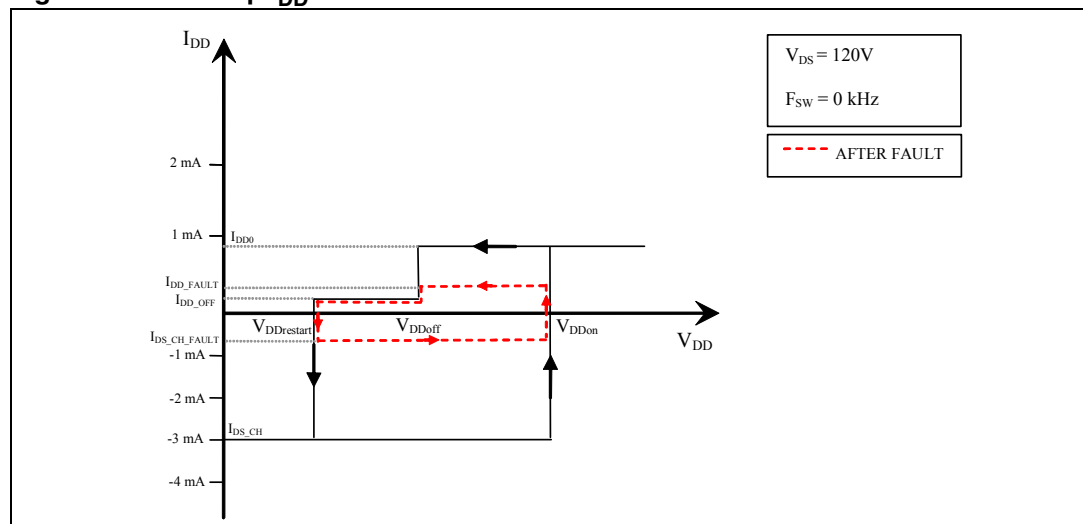 I_DD
V_DS = 120V
F_SW = 0 kHz
AFTER FAULT
2 mA
1 mA
I_DD0
I_DD_FAULT
I_DD_OFF
V_DDrestart
V_DDoff
V_DDon
V_DD
I_DS_CH_FAULT
-1 mA
-2 mA
I_DS_CH
-3 mA
-4 mA